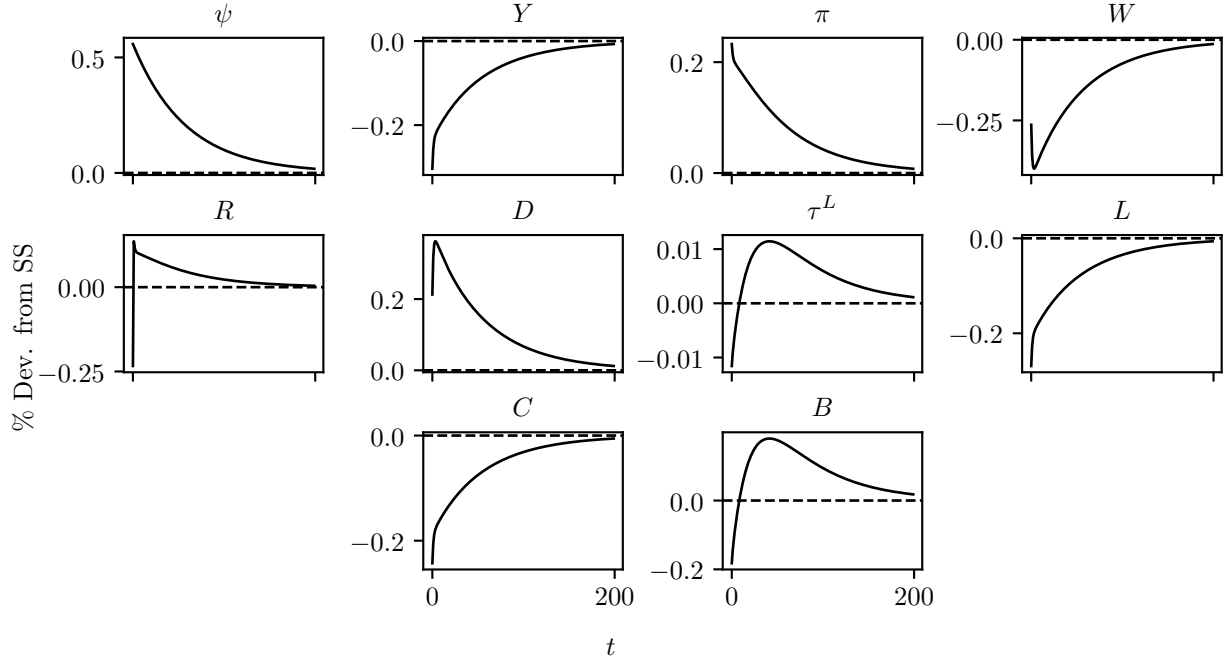 ψ Y π W
0.5 0.0 0.2 0.00
0.0 −0.2 0.0 −0.25
R D τ^L L
0.00 0.2 0.01 0.0
−0.25 0.0 0.00 −0.2
−0.01
% Dev. from SS
C B
0.0 0.0
−0.2 −0.2
0 200 0 200
t